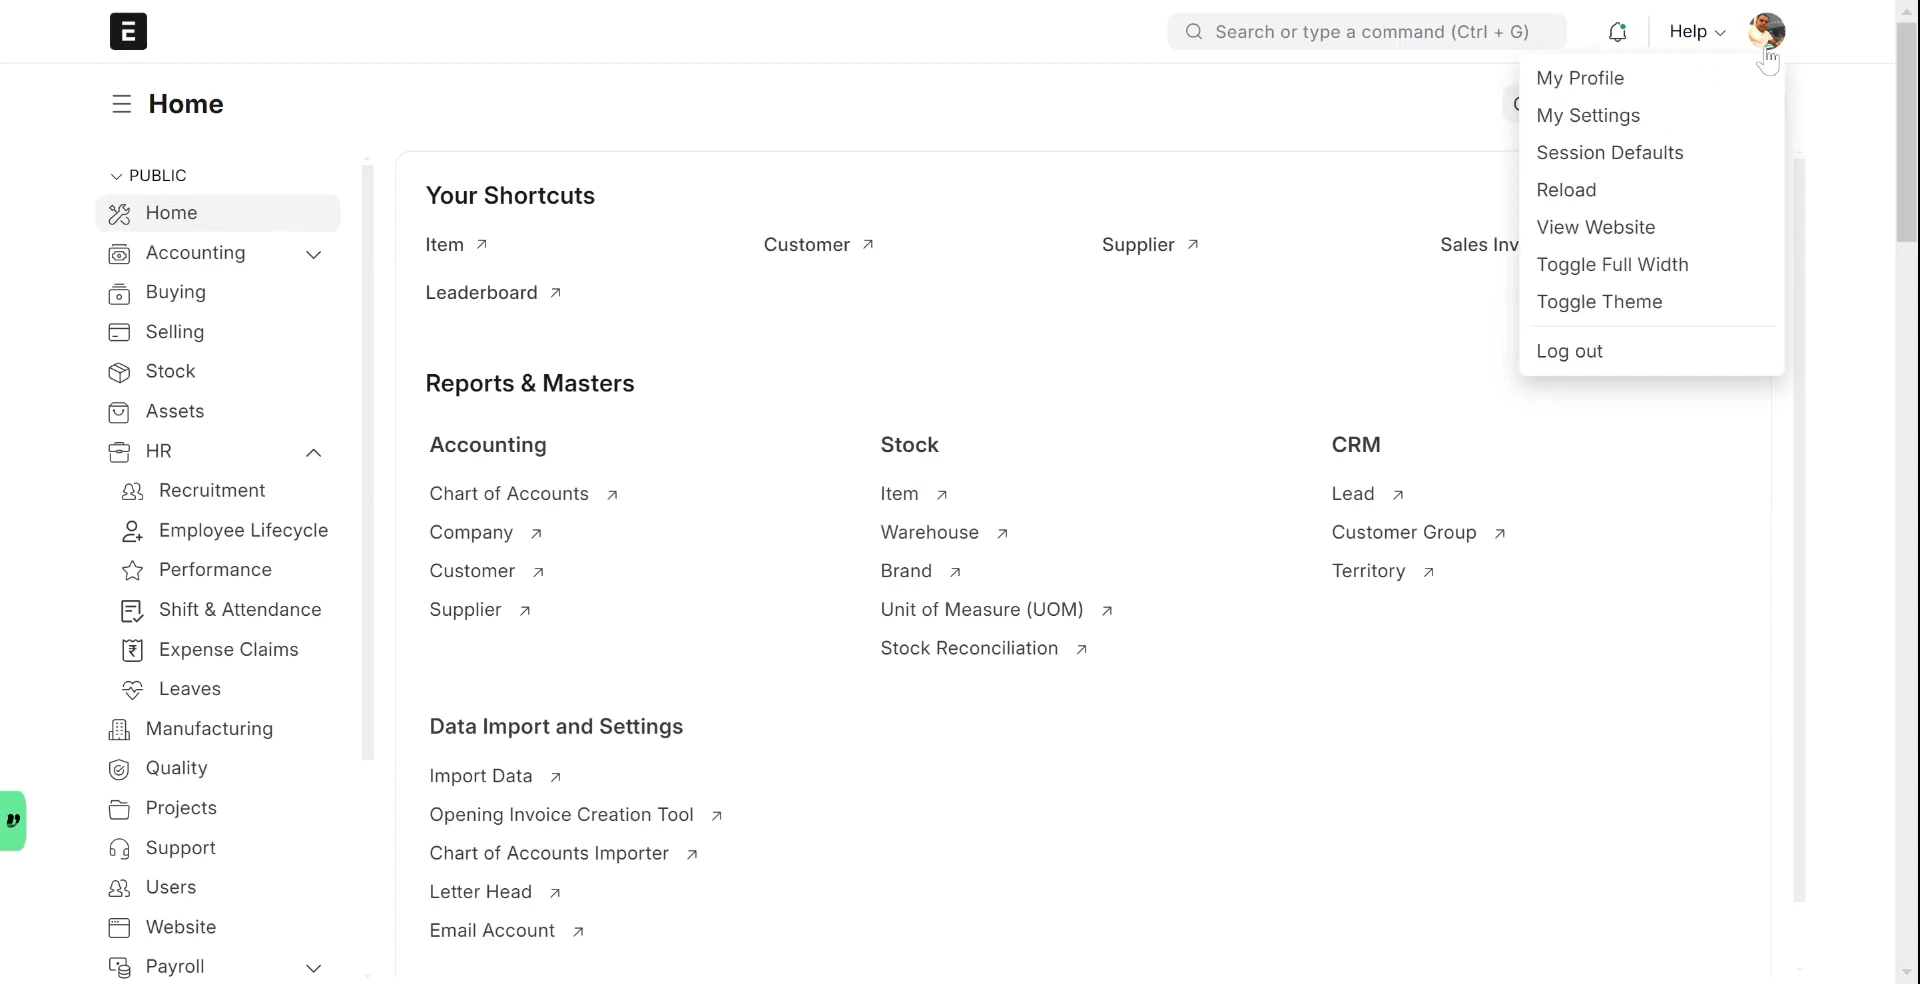 E
Search or type a command (Ctrl + G)
Help
My Profile
My Settings
Session Defaults
Reload
View Website
Toggle Full Width
Toggle Theme
Log out
Home
PUBLIC
Home
Accounting
Buying
Selling
Stock
Assets
HR
Recruitment
Employee Lifecycle
Performance
Shift & Attendance
Expense Claims
Leaves
Manufacturing
Quality
Projects
Support
Users
Website
Payroll
Your Shortcuts
Item
Customer
Supplier
Sales Inv
Leaderboard
Reports & Masters
Accounting
Chart of Accounts
Company
Customer
Supplier
Stock
Item
Warehouse
Brand
Unit of Measure (UOM)
Stock Reconciliation
CRM
Lead
Customer Group
Territory
Data Import and Settings
Import Data
Opening Invoice Creation Tool
Chart of Accounts Importer
Letter Head
Email Account